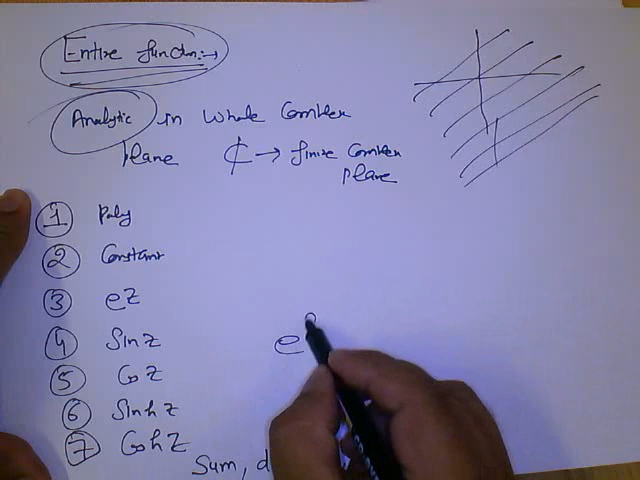 Entire functn:→
Analytic in Whole Complex
Plane ₵ → finite Complex
Plane
1 Poly
2 Constant
3 e^z
4 Sin z
5 Cos z
6 Sinh z
7 Cosh z
e
Sum, d